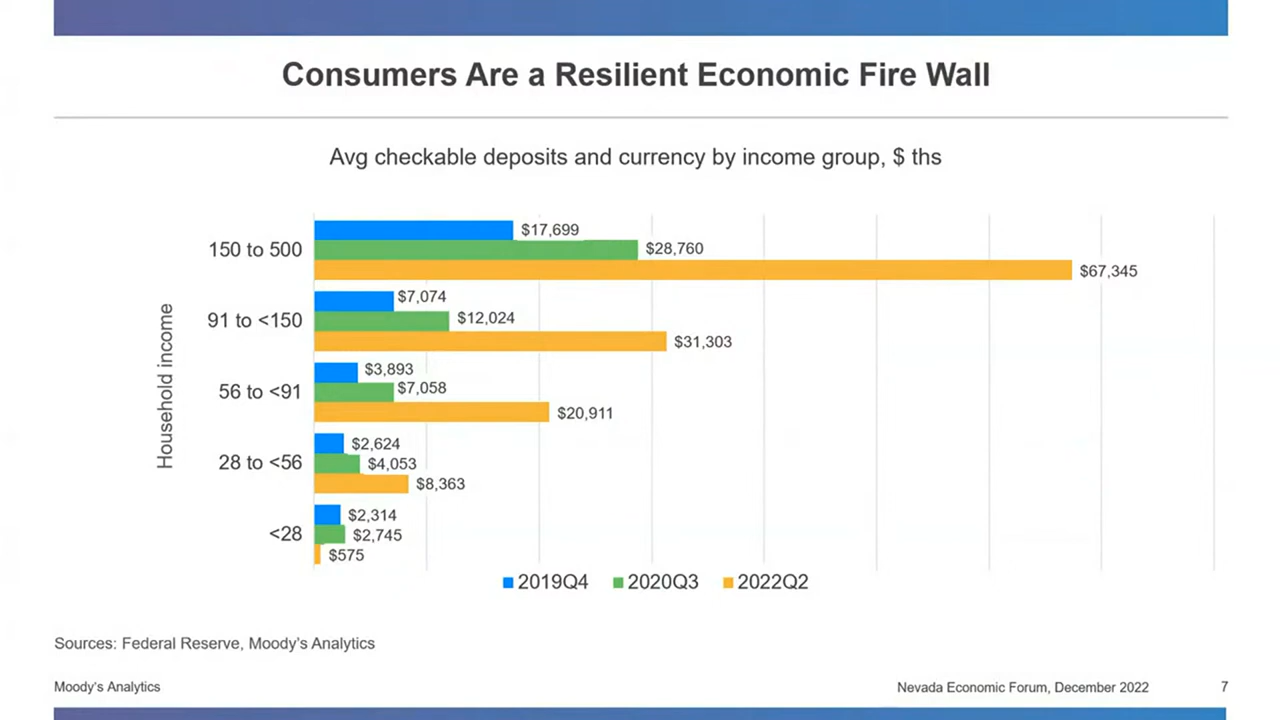 Consumers Are a Resilient Economic Fire Wall
Avg checkable deposits and currency by income group, $ ths
Household income
150 to 500
$17,699
$28,760
$67,345
91 to <150
$7,074
$12,024
$31,303
56 to <91
$3,893
$7,058
$20,911
28 to <56
$2,624
$4,053
$8,363
<28
$2,314
$2,745
$575
2019Q4 2020Q3 2022Q2
Sources: Federal Reserve, Moody's Analytics
Moody's Analytics
Nevada Economic Forum, December 2022 7